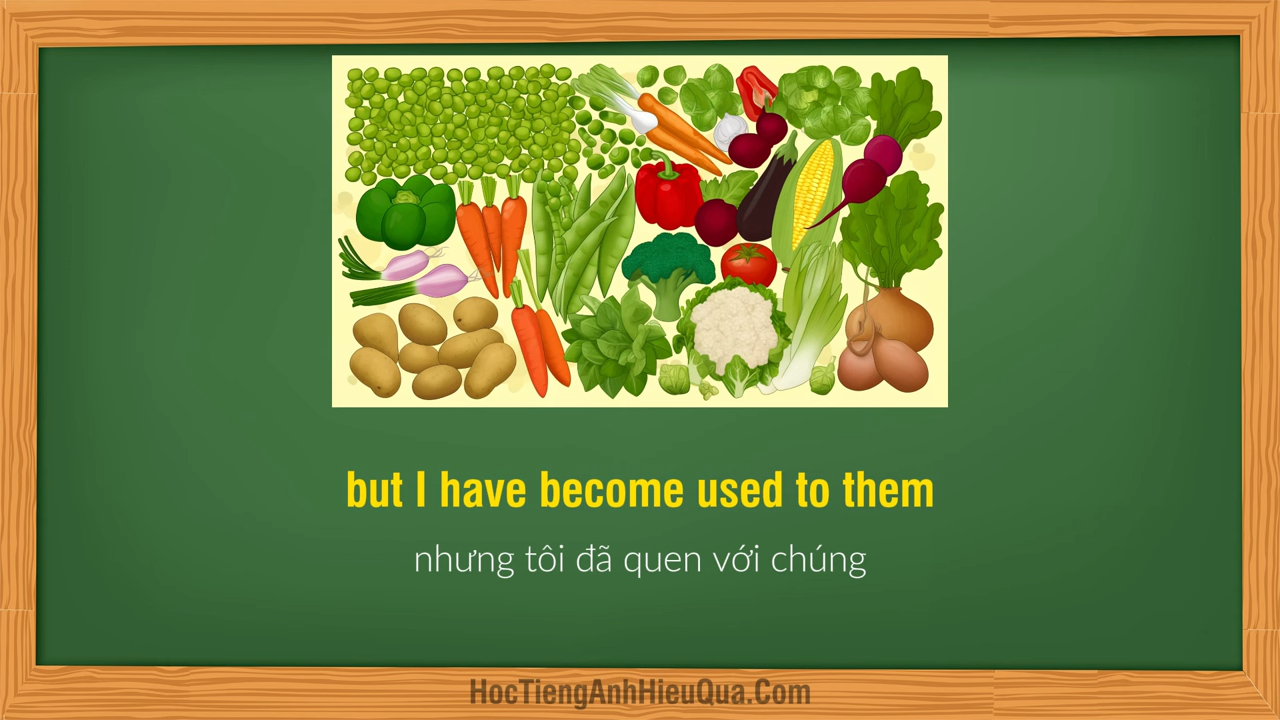 but I have become used to them
nhưng tôi đã quen với chúng
HocTiengAnhHieuQua.Com